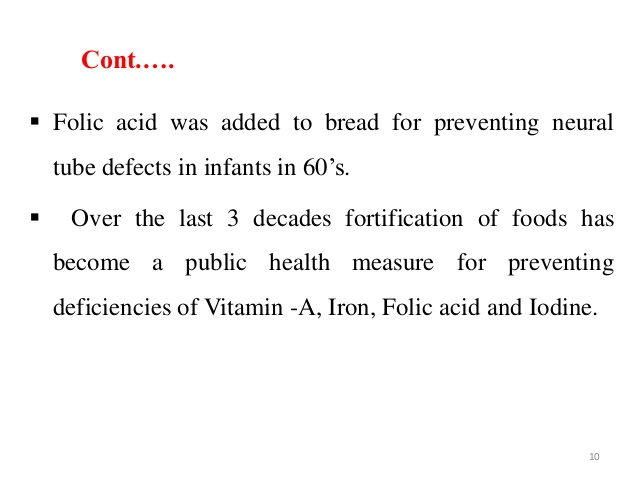 Cont.….
▪ Folic acid was added to bread for preventing neural
tube defects in infants in 60’s.
▪ Over the last 3 decades fortification of foods has
become a public health measure for preventing
deficiencies of Vitamin -A, Iron, Folic acid and Iodine.
10